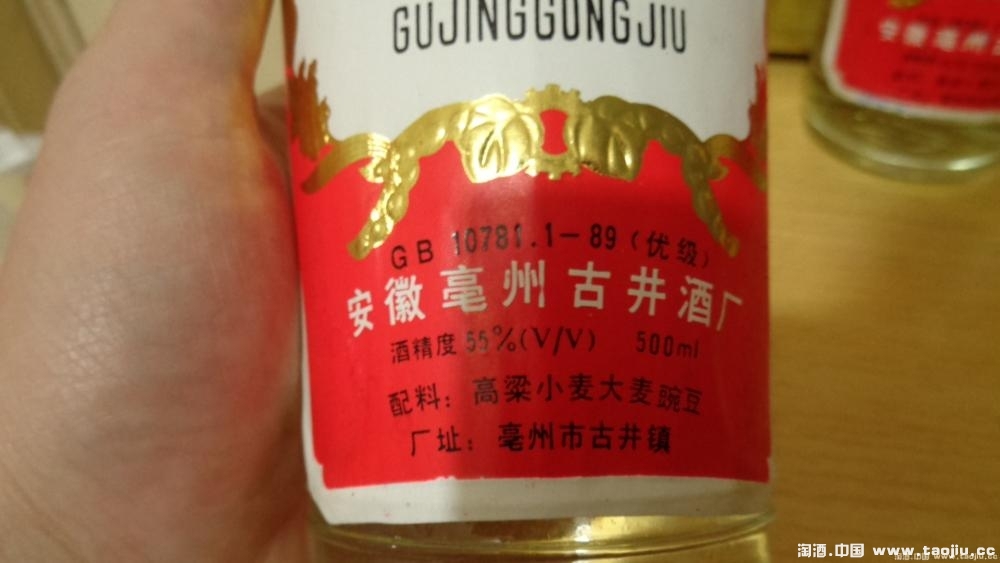 GUJINGGONGJIU
GB 10781.1—89（优级）
安徽亳州古井酒厂
酒精度55%(V/V) 500ml
配料：高粱小麦大麦豌豆
厂址：亳州市古井镇
淘酒.中国 www.taojiu.cc